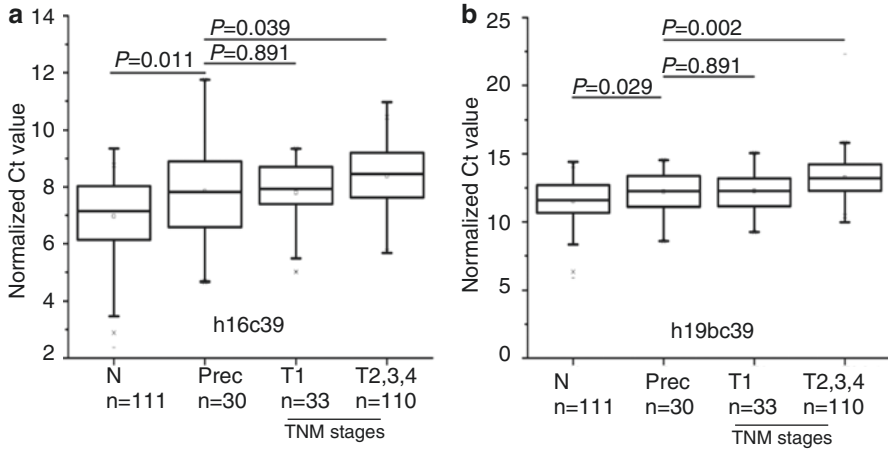 a
Normalized Ct value
14
12
10
8
6
4
2
P=0.039
P=0.011
P=0.891
h16c39
N
n=111
Prec
n=30
T1
n=33
T2,3,4
n=110
TNM stages
b
Normalized Ct value
25
20
15
10
5
0
P=0.002
P=0.891
P=0.029
h19bc39
N
n=111
Prec
n=30
T1
n=33
T2,3,4
n=110
TNM stages